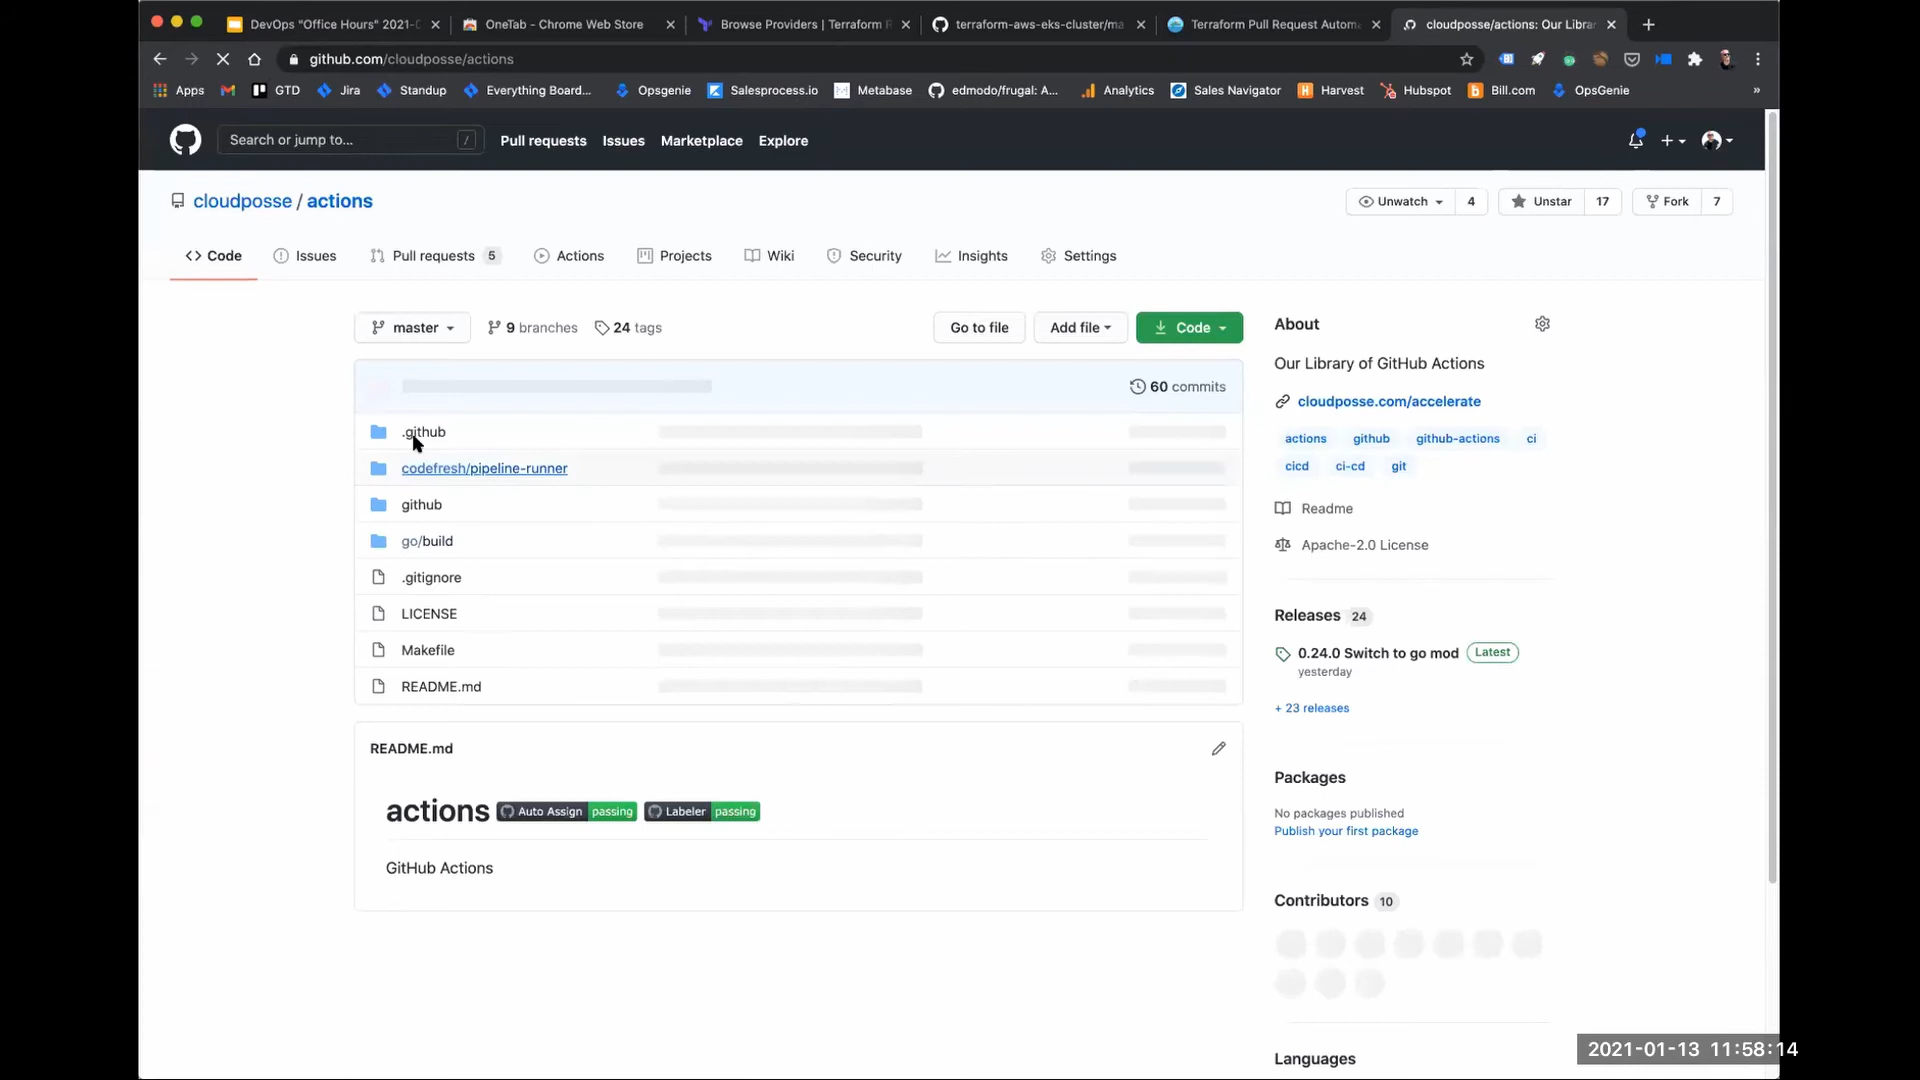 DevOps "Office Hours" 2021-
OneTab - Chrome Web Store
Browse Providers | Terraform R
terraform-aws-eks-cluster/ma
Terraform Pull Request Autom
cloudposse/actions: Our Libra
github.com/cloudposse/actions
Apps
GTD
Jira
Standup
Everything Board...
Opsgenie
Salesprocess.io
Metabase
edmodo/frugal: A...
Analytics
Sales Navigator
Harvest
Hubspot
Bill.com
OpsGenie
»
Search or jump to...
/
Pull requests
Issues
Marketplace
Explore
cloudposse / actions
Unwatch 4
Unstar 17
Fork 7
Code
Issues
Pull requests 5
Actions
Projects
Wiki
Security
Insights
Settings
master
9 branches
24 tags
Go to file
Add file
Code
60 commits
.github
codefresh/pipeline-runner
github
go/build
.gitignore
LICENSE
Makefile
README.md
README.md
actions
Auto Assign passing
Labeler passing
GitHub Actions
About
Our Library of GitHub Actions
cloudposse.com/accelerate
actions github github-actions ci
cicd ci-cd git
Readme
Apache-2.0 License
Releases 24
0.24.0 Switch to go mod Latest
yesterday
+ 23 releases
Packages
No packages published
Publish your first package
Contributors 10
Languages
2021-01-13 11:58:14